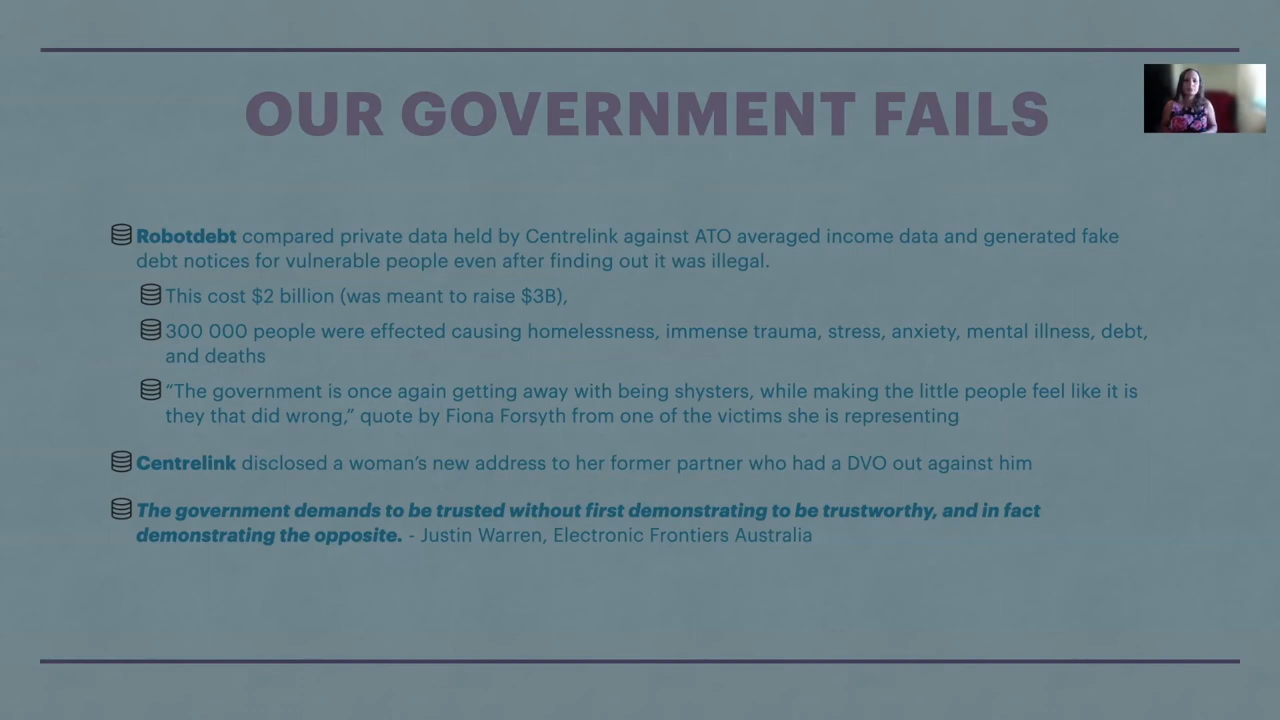 OUR GOVERNMENT FAILS
Robotdebt compared private data held by Centrelink against ATO averaged income data and generated fake
debt notices for vulnerable people even after finding out it was illegal.
This cost $2 billion (was meant to raise $3B),
300 000 people were effected causing homelessness, immense trauma, stress, anxiety, mental illness, debt,
and deaths
“The government is once again getting away with being shysters, while making the little people feel like it is
they that did wrong,” quote by Fiona Forsyth from one of the victims she is representing
Centrelink disclosed a woman’s new address to her former partner who had a DVO out against him
The government demands to be trusted without first demonstrating to be trustworthy, and in fact
demonstrating the opposite. - Justin Warren, Electronic Frontiers Australia